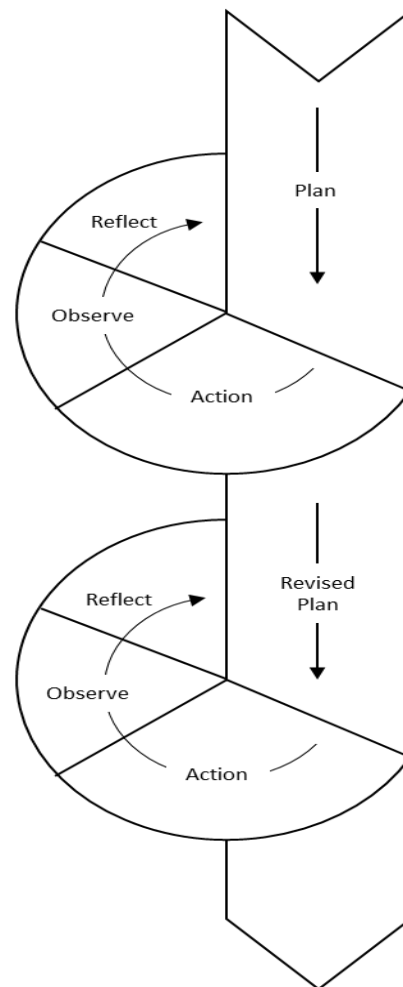 Plan
Reflect
Observe
Action
Revised
Plan
Reflect
Observe
Action